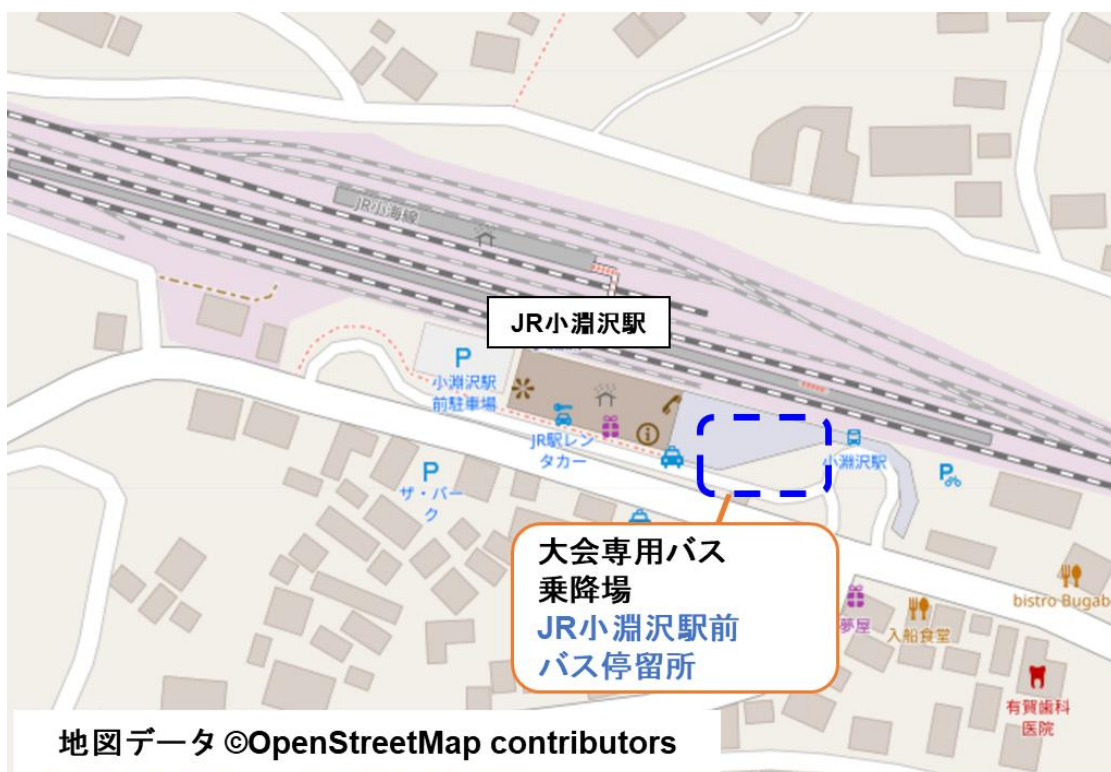 JR小海線
JR小淵沢駅
小淵沢駅
前駐車場
JR駅レン
タカー
小淵沢駅
ザ・パー
ク
大会専用バス
乗降場
JR小淵沢駅前
バス停留所
bistro Bugab
夢屋
入船食堂
有賀歯科
医院
地図データ©OpenStreetMap contributors